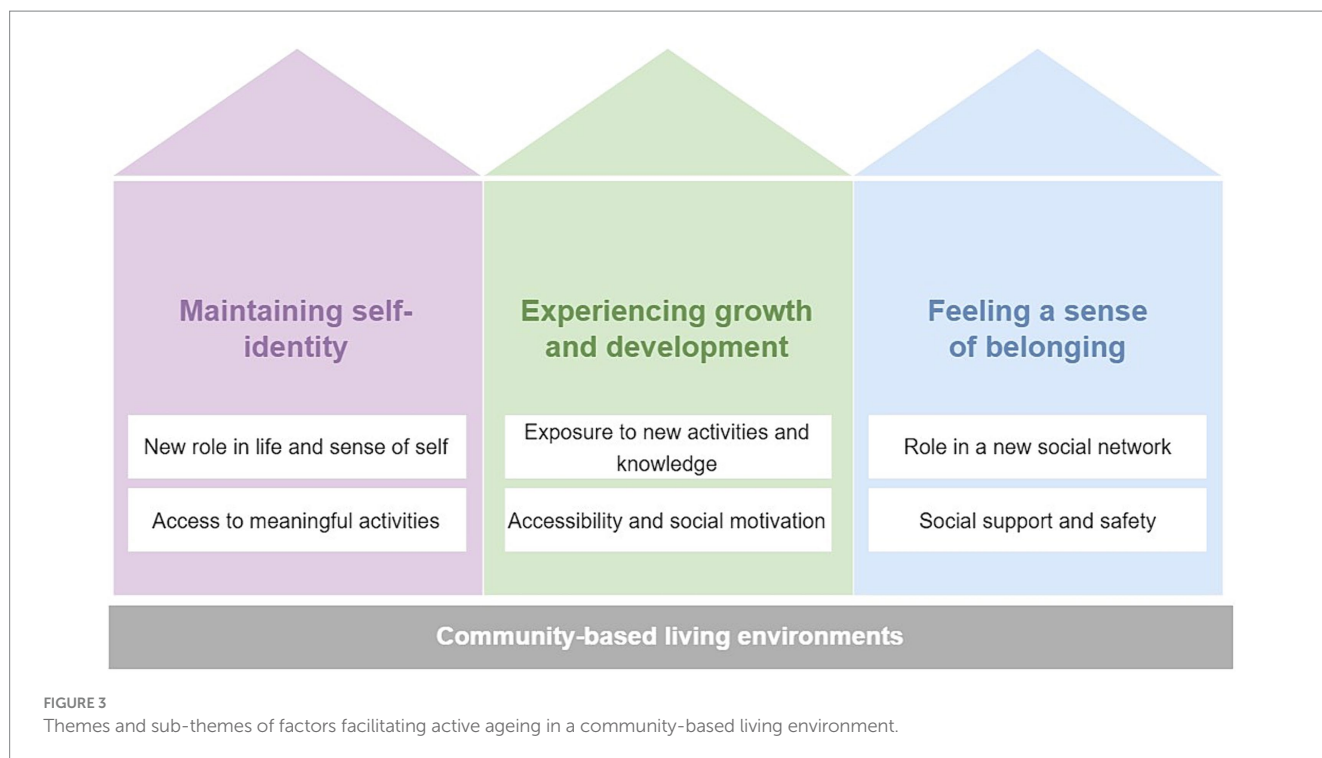 Maintaining self-
identity
New role in life and sense of self
Access to meaningful activities
Experiencing growth
and development
Exposure to new activities and
knowledge
Accessibility and social motivation
Feeling a sense
of belonging
Role in a new social network
Social support and safety
Community-based living environments
FIGURE 3
Themes and sub-themes of factors facilitating active ageing in a community-based living environment.